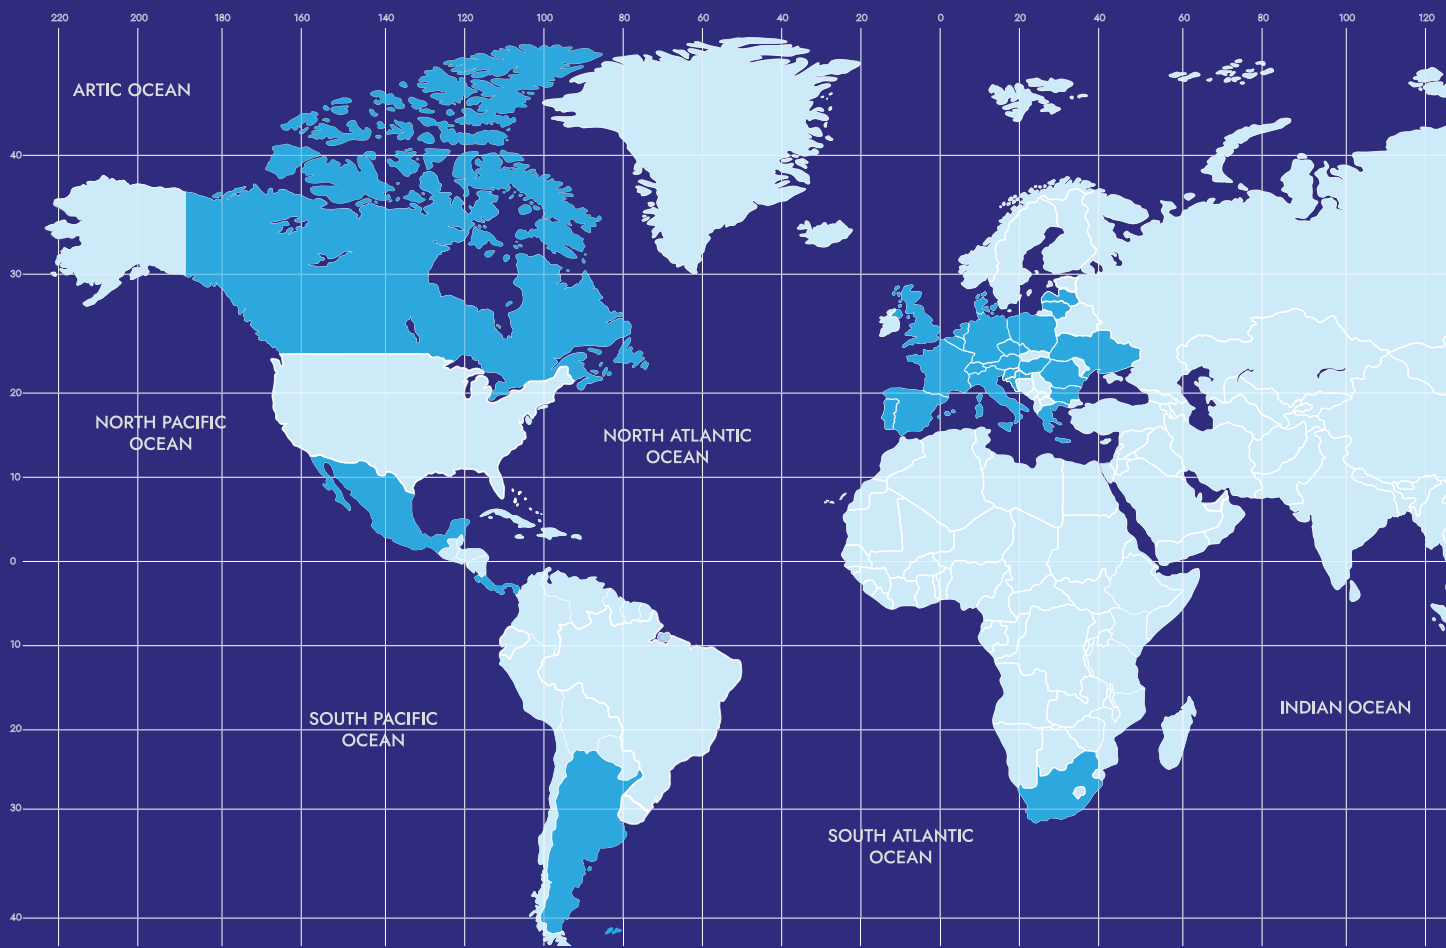 220 200 180 160 140 120 100 80 60 40 20 0 20 40 60 80 100 120
ARTIC OCEAN
40
30
20
NORTH PACIFIC
OCEAN
NORTH ATLANTIC
OCEAN
10
0
10
SOUTH PACIFIC
OCEAN
INDIAN OCEAN
20
30
SOUTH ATLANTIC
OCEAN
40